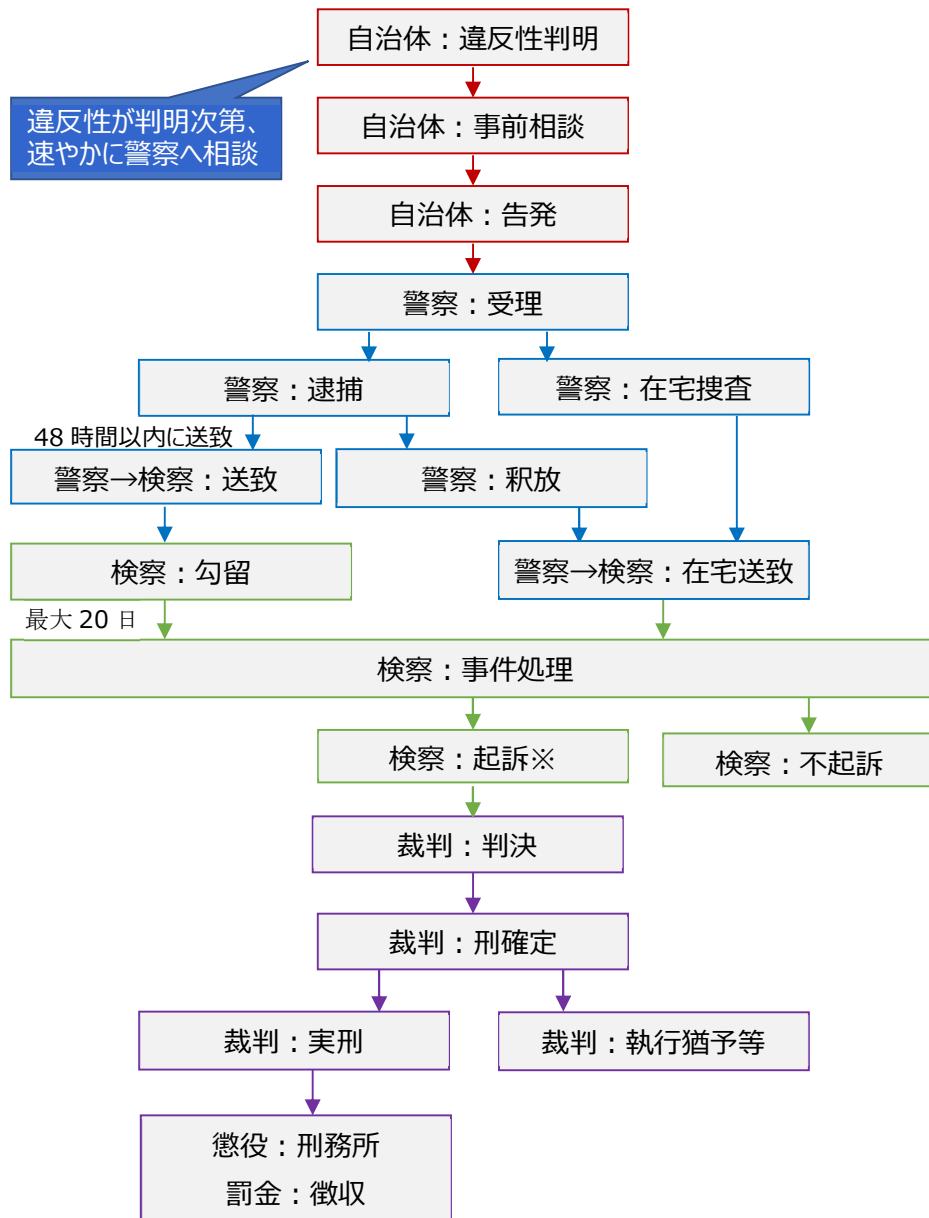 自治体：違反性判明
違反性が判明次第、
速やかに警察へ相談
自治体：事前相談
自治体：告発
警察：受理
警察：逮捕
警察：在宅捜査
48 時間以内に送致
警察→検察：送致
警察：釈放
検察：勾留
警察→検察：在宅送致
最大 20 日
検察：事件処理
検察：起訴※
検察：不起訴
裁判：判決
裁判：刑確定
裁判：実刑
裁判：執行猶予等
懲役：刑務所
罰金：徴収